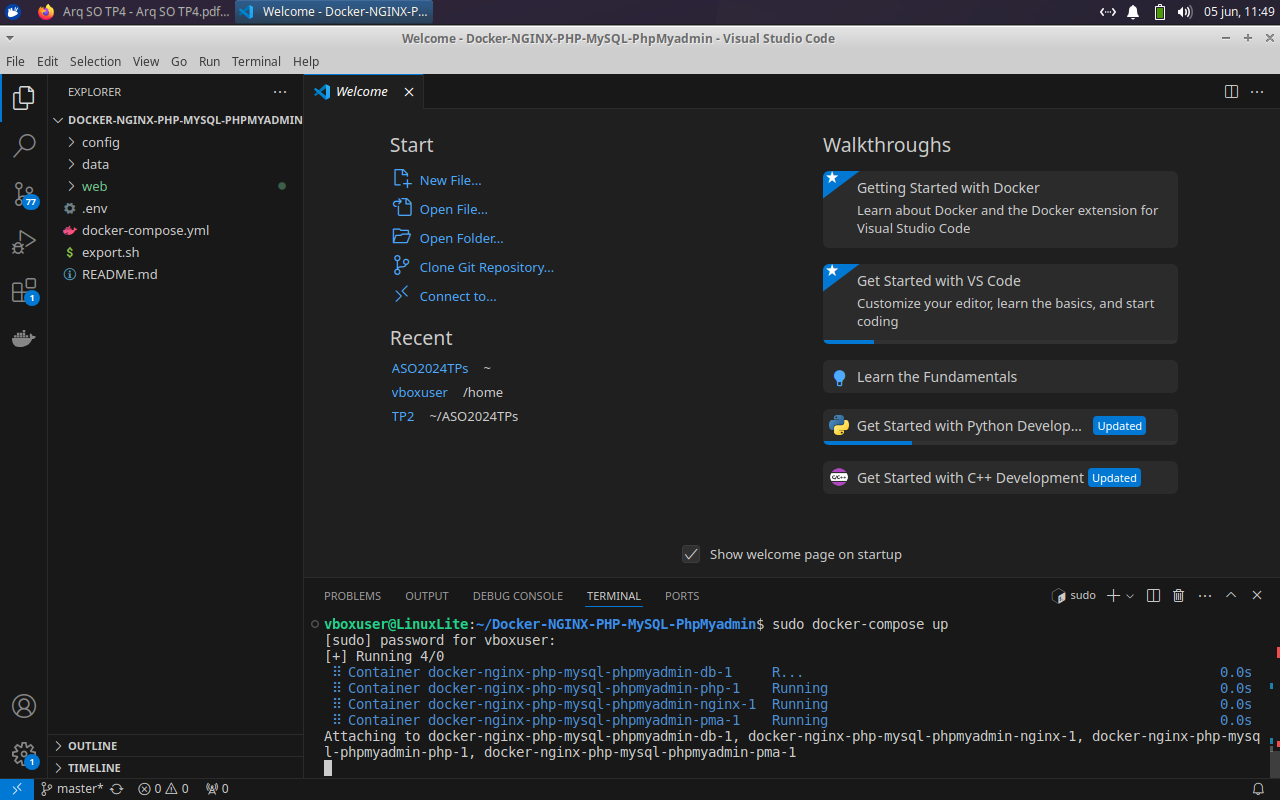 Arq SO TP4 - Arq SO TP4.pdf...
Welcome - Docker-NGINX-P...
05 jun, 11:49
Welcome - Docker-NGINX-PHP-MySQL-PhpMyadmin - Visual Studio Code
File Edit Selection View Go Run Terminal Help
EXPLORER
DOCKER-NGINX-PHP-MYSQL-PHPMYADMIN
config
data
web
.env
docker-compose.yml
export.sh
README.md
77
1
1
OUTLINE
TIMELINE
Welcome
Start
New File...
Open File...
Open Folder...
Clone Git Repository...
Connect to...
Recent
ASO2024TPs ~
vboxuser /home
TP2 ~/ASO2024TPs
Walkthroughs
Getting Started with Docker
Learn about Docker and the Docker extension for
Visual Studio Code
Get Started with VS Code
Customize your editor, learn the basics, and start
coding
Learn the Fundamentals
Get Started with Python Develop... Updated
C/C++
Get Started with C++ Development Updated
Show welcome page on startup
PROBLEMS OUTPUT DEBUG CONSOLE TERMINAL PORTS
sudo
vboxuser@LinuxLite:~/Docker-NGINX-PHP-MySQL-PhpMyadmin$ sudo docker-compose up
[sudo] password for vboxuser:
[+] Running 4/0
⠿ Container docker-nginx-php-mysql-phpmyadmin-db-1 R... 0.0s
⠿ Container docker-nginx-php-mysql-phpmyadmin-php-1 Running 0.0s
⠿ Container docker-nginx-php-mysql-phpmyadmin-nginx-1 Running 0.0s
⠿ Container docker-nginx-php-mysql-phpmyadmin-pma-1 Running 0.0s
Attaching to docker-nginx-php-mysql-phpmyadmin-db-1, docker-nginx-php-mysql-phpmyadmin-nginx-1, docker-nginx-php-mysq
l-phpmyadmin-php-1, docker-nginx-php-mysql-phpmyadmin-pma-1
master* 0 0 0